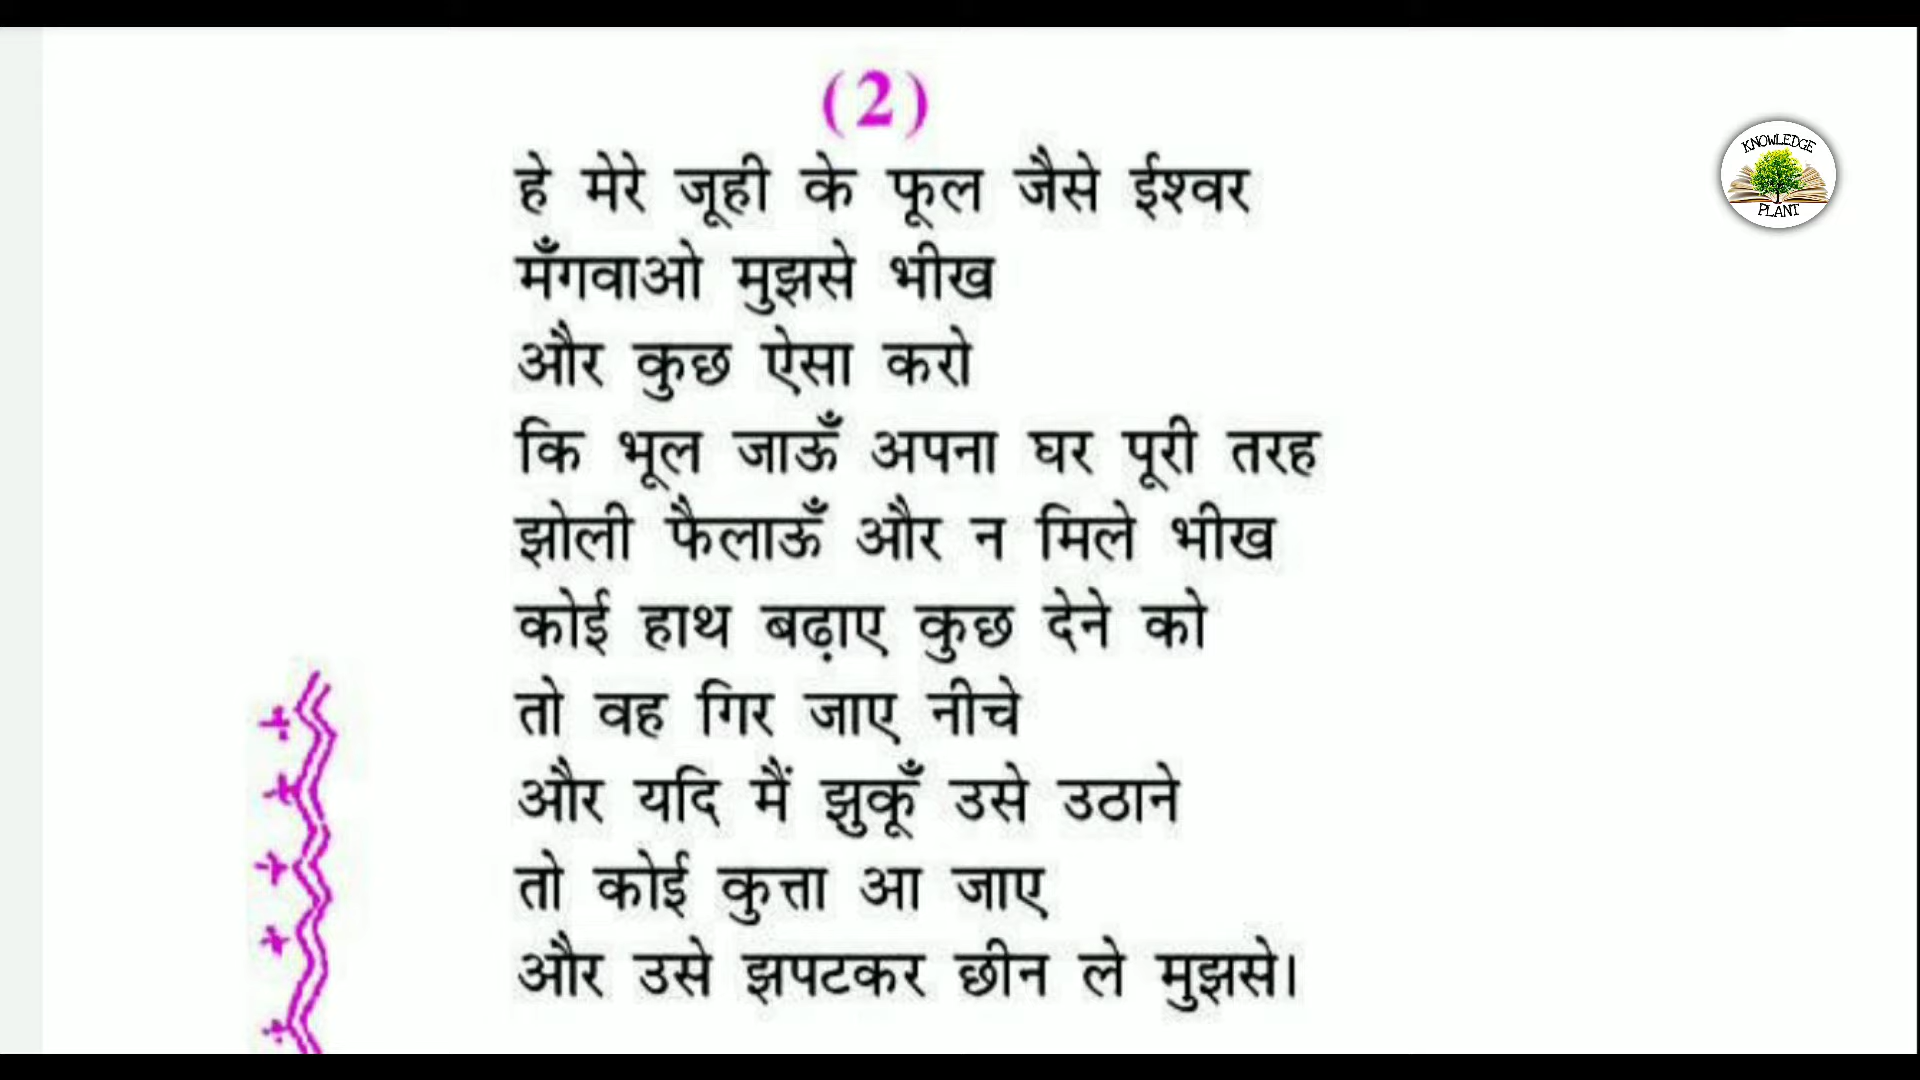 (2)
हे मेरे जूही के फूल जैसे ईश्वर
मँगवाओ मुझसे भीख
और कुछ ऐसा करो
कि भूल जाऊँ अपना घर पूरी तरह
झोली फैलाऊँ और न मिले भीख
कोई हाथ बढ़ाए कुछ देने को
तो वह गिर जाए नीचे
और यदि मैं झुकूँ उसे उठाने
तो कोई कुत्ता आ जाए
और उसे झपटकर छीन ले मुझसे।
KNOWLEDGE
PLANT